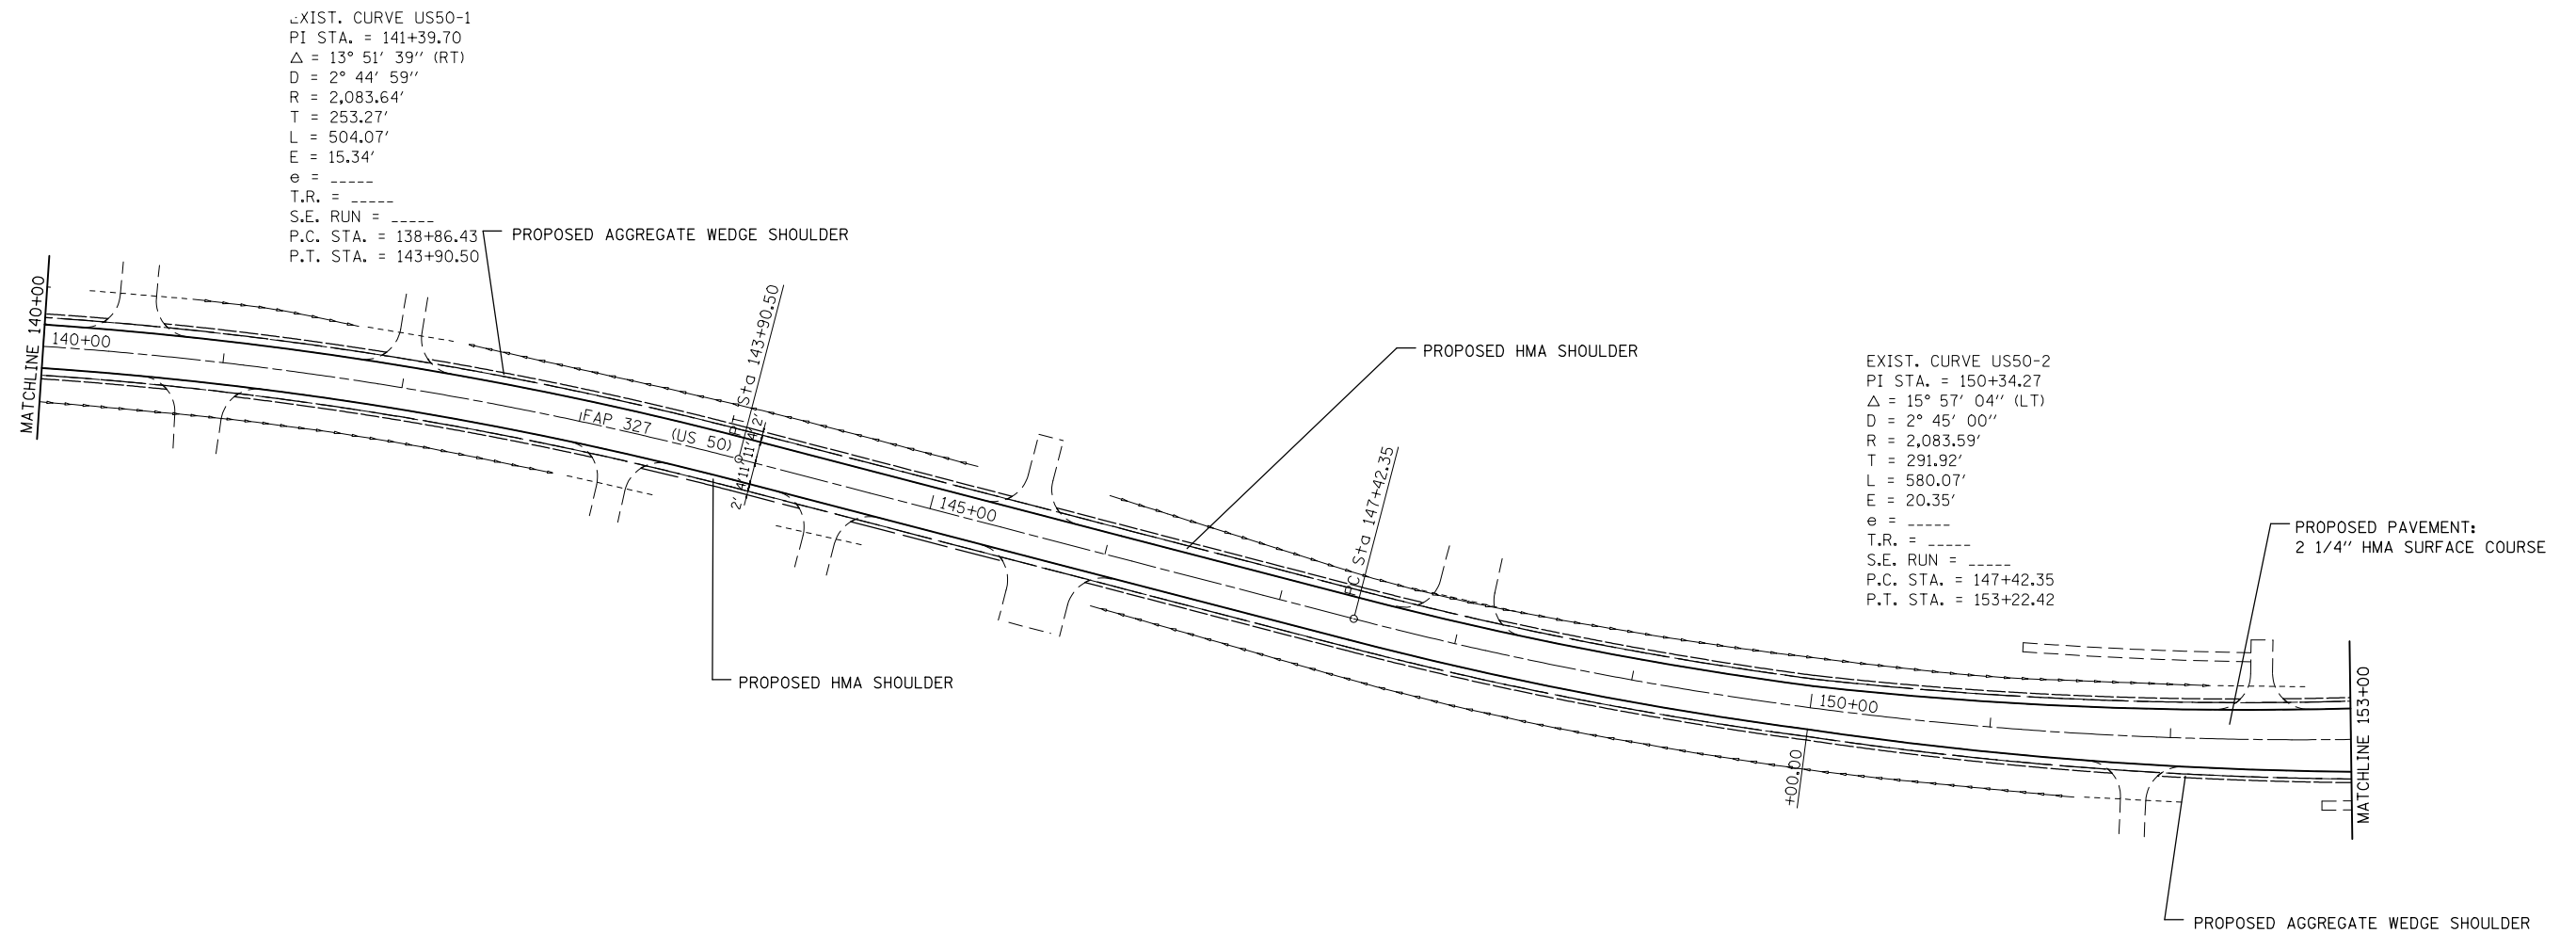 EXIST. CURVE US50-1
PI STA. = 141+39.70
Δ = 13° 51' 39'' (RT)
D = 2° 44' 59''
R = 2,083.64'
T = 253.27'
L = 504.07'
E = 15.34'
e = _____
T.R. = _____
S.E. RUN = _____
P.C. STA. = 138+86.43
P.T. STA. = 143+90.50
PROPOSED AGGREGATE WEDGE SHOULDER
MATCHLINE 140+00
140+00
FAP 327 (US 50)
PT Sta 143+90.50
2' 4' 11' 11' 4' 2'
145+00
PROPOSED HMA SHOULDER
PROPOSED HMA SHOULDER
PC Sta 147+42.35
EXIST. CURVE US50-2
PI STA. = 150+34.27
Δ = 15° 57' 04'' (LT)
D = 2° 45' 00''
R = 2,083.59'
T = 291.92'
L = 580.07'
E = 20.35'
e = _____
T.R. = _____
S.E. RUN = _____
P.C. STA. = 147+42.35
P.T. STA. = 153+22.42
PROPOSED PAVEMENT:
2 1/4'' HMA SURFACE COURSE
150+00
+00.00
MATCHLINE 153+00
PROPOSED AGGREGATE WEDGE SHOULDER